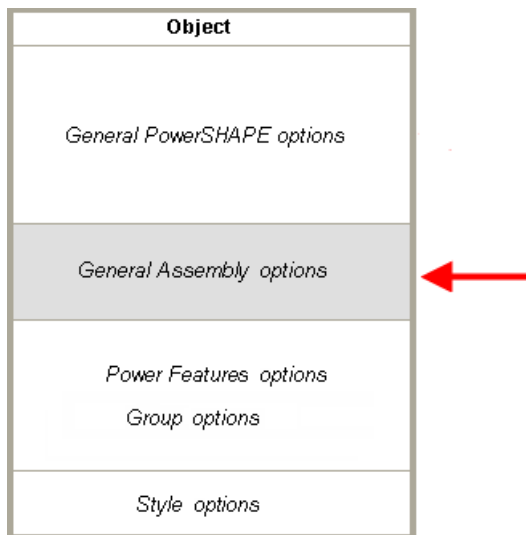 Object
General PowerSHAPE options
General Assembly options
Power Features options
Group options
Style options